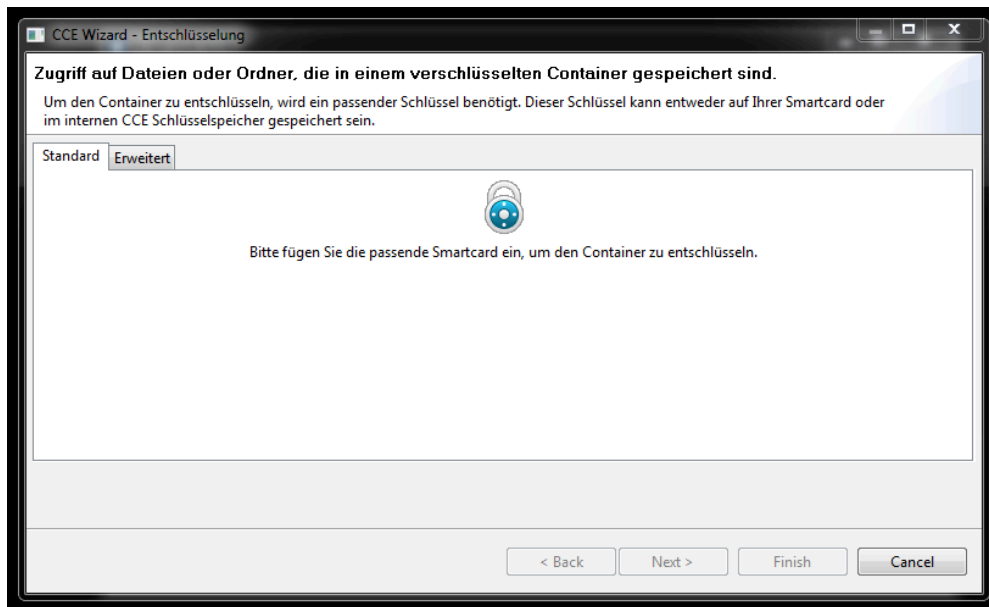 CCE Wizard - Entschlüsselung
Zugriff auf Dateien oder Ordner, die in einem verschlüsselten Container gespeichert sind.
Um den Container zu entschlüsseln, wird ein passender Schlüssel benötigt. Dieser Schlüssel kann entweder auf Ihrer Smartcard oder
im internen CCE Schlüsselspeicher gespeichert sein.
Standard Erweitert
Bitte fügen Sie die passende Smartcard ein, um den Container zu entschlüsseln.
< Back Next > Finish Cancel